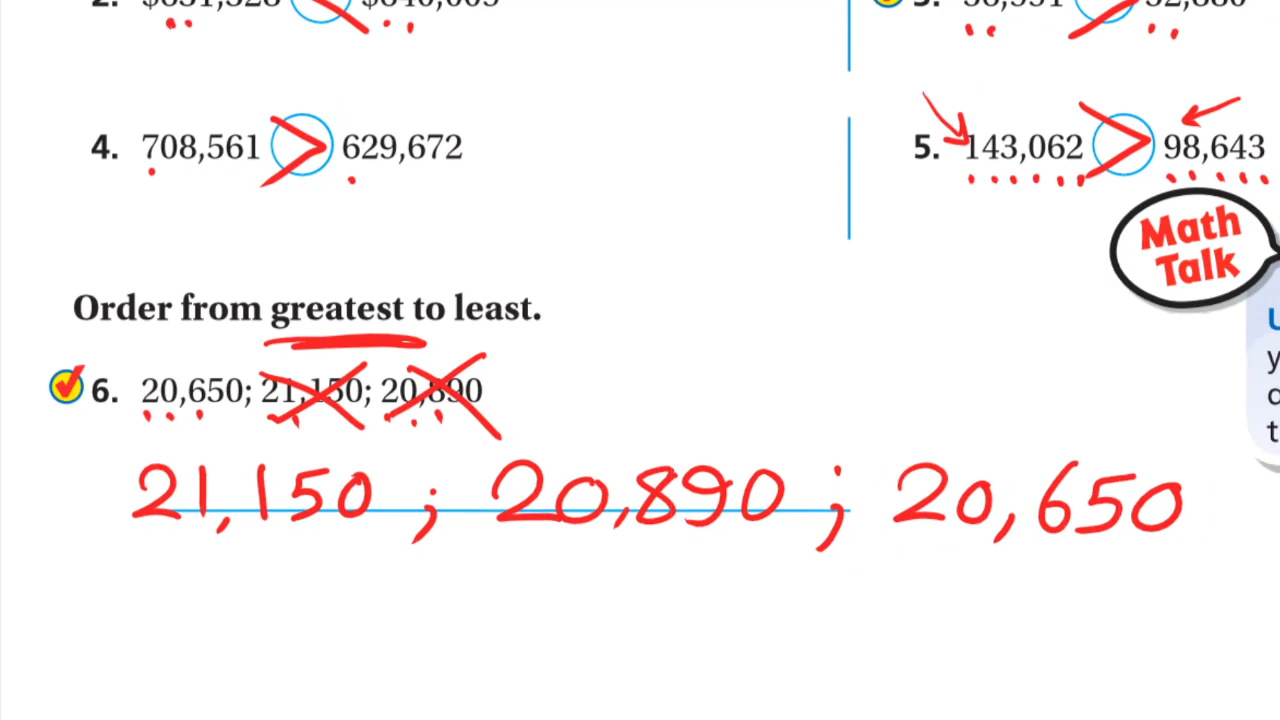 4. 708,561 > 629,672
5. 143,062 > 98,643
Math
Talk
Order from greatest to least.
6. 20,650; 21,150; 20,890
21,150 ; 20,890 ; 20,650